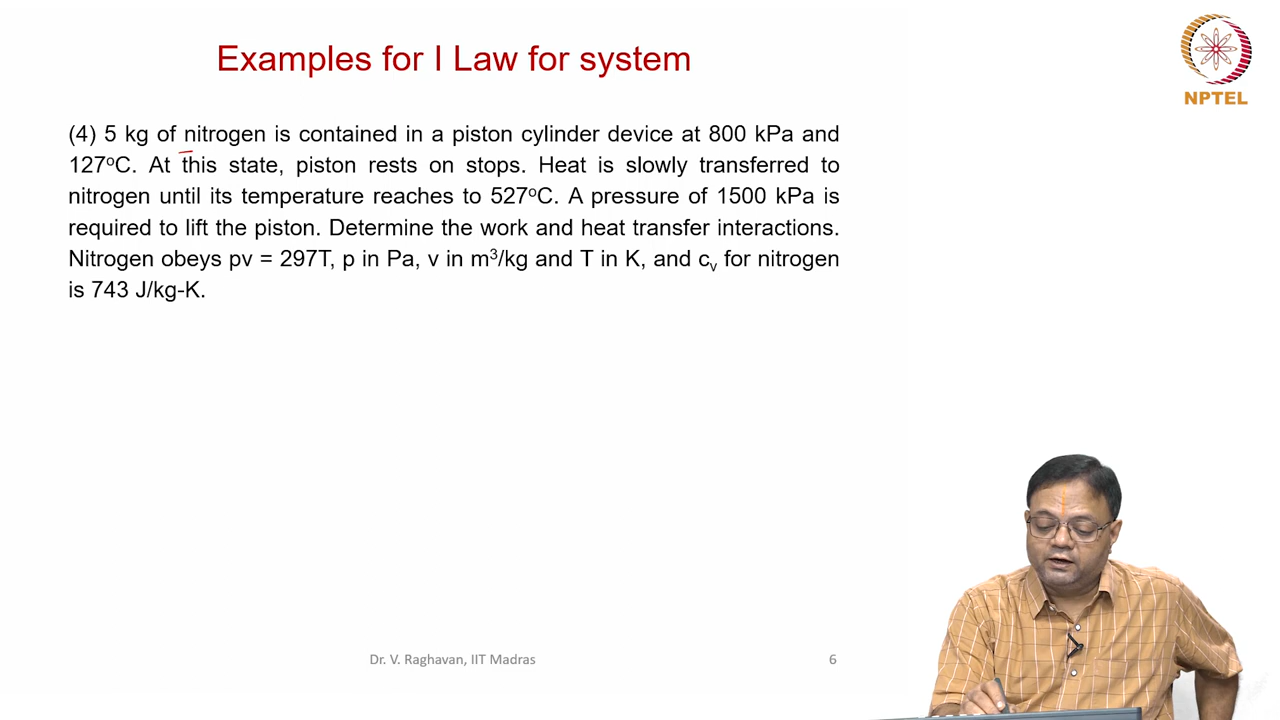 Examples for I Law for system
NPTEL
(4) 5 kg of nitrogen is contained in a piston cylinder device at 800 kPa and
127°C. At this state, piston rests on stops. Heat is slowly transferred to
nitrogen until its temperature reaches to 527°C. A pressure of 1500 kPa is
required to lift the piston. Determine the work and heat transfer interactions.
Nitrogen obeys pv = 297T, p in Pa, v in m³/kg and T in K, and cᵥ for nitrogen
is 743 J/kg-K.
Dr. V. Raghavan, IIT Madras
6